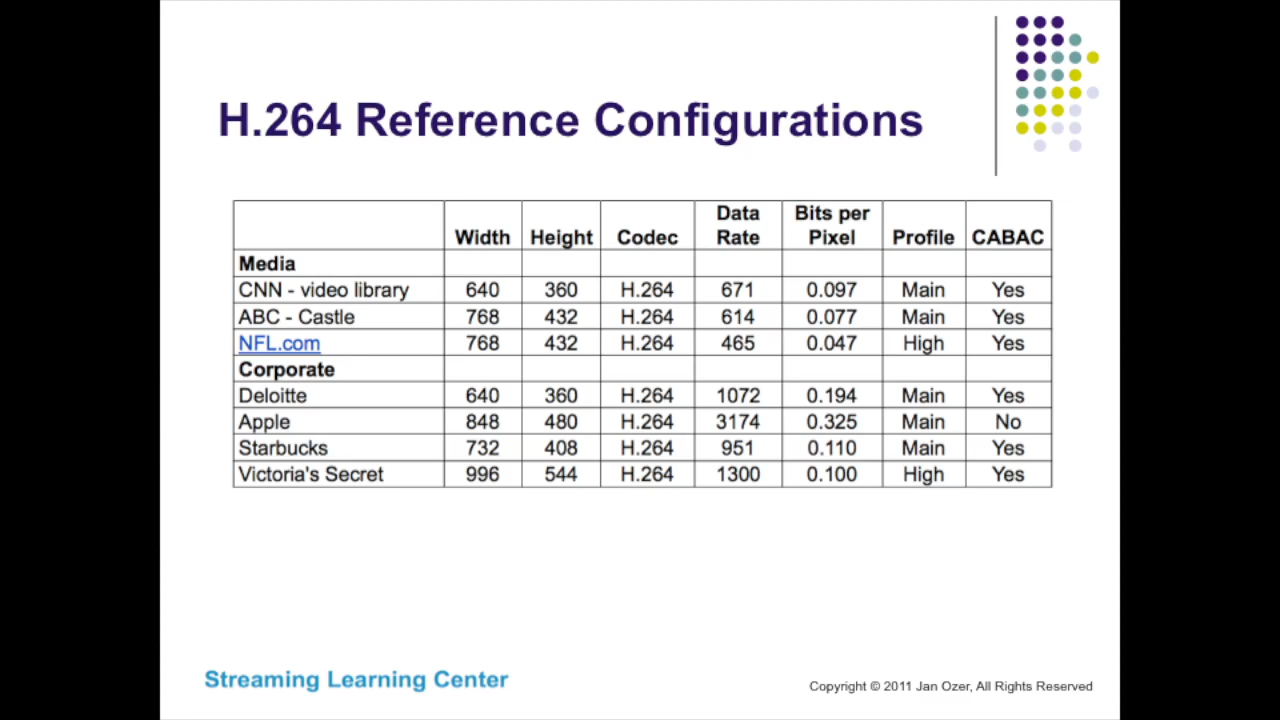 H.264 Reference Configurations
Width Height Codec Data Rate Bits per Pixel Profile CABAC
Media
CNN - video library 640 360 H.264 671 0.097 Main Yes
ABC - Castle 768 432 H.264 614 0.077 Main Yes
NFL.com 768 432 H.264 465 0.047 High Yes
Corporate
Deloitte 640 360 H.264 1072 0.194 Main Yes
Apple 848 480 H.264 3174 0.325 Main No
Starbucks 732 408 H.264 951 0.110 Main Yes
Victoria's Secret 996 544 H.264 1300 0.100 High Yes
Streaming Learning Center
Copyright © 2011 Jan Ozer, All Rights Reserved